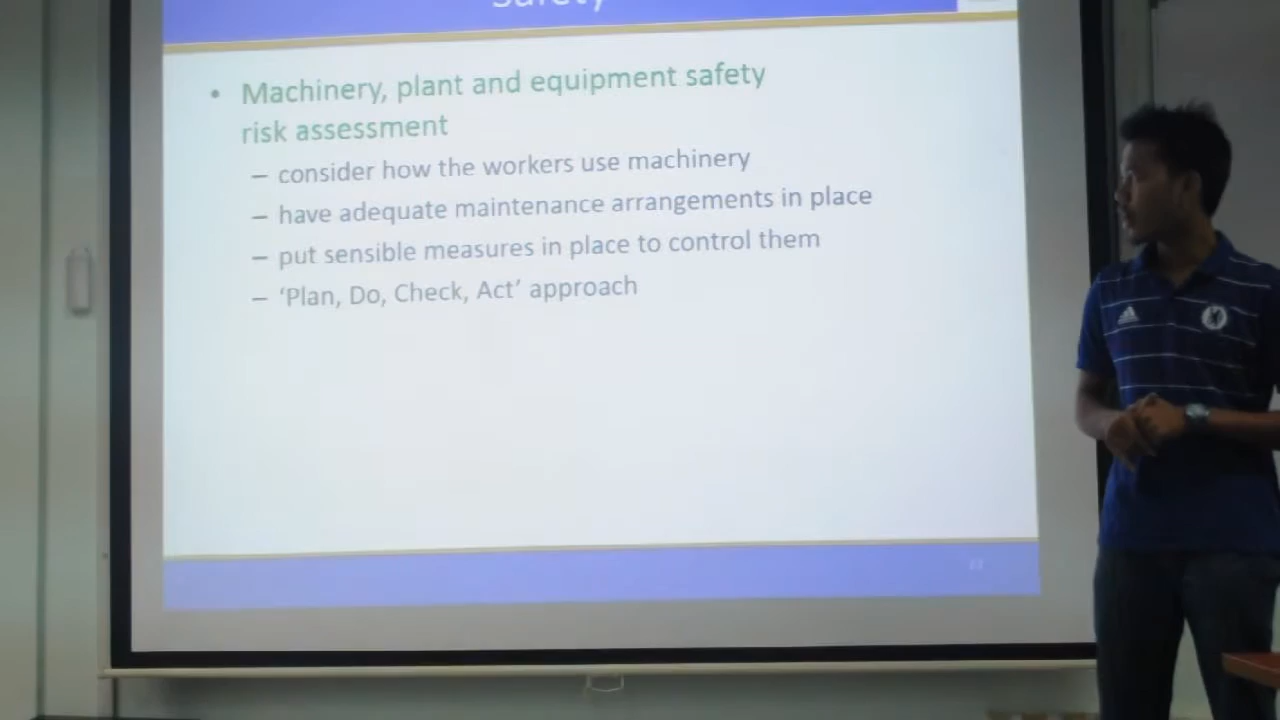 Safety
• Machinery, plant and equipment safety
risk assessment
– consider how the workers use machinery
– have adequate maintenance arrangements in place
– put sensible measures in place to control them
– ‘Plan, Do, Check, Act’ approach